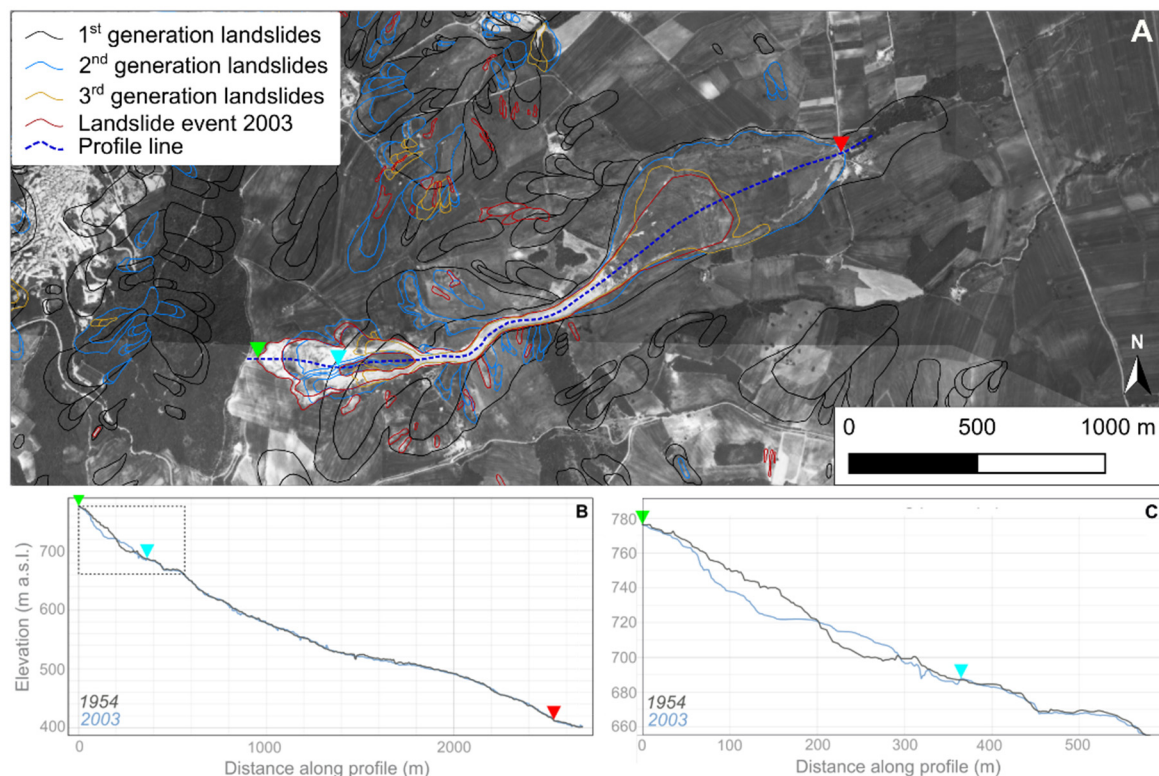 1st generation landslides
2nd generation landslides
3rd generation landslides
Landslide event 2003
Profile line
A
N
0 500 1000 m
B
700
600
500
400
Elevation (m a.s.l.)
1954
2003
0 1000 2000
Distance along profile (m)
C
780
760
740
720
700
680
660
1954
2003
0 100 200 300 400 500
Distance along profile (m)